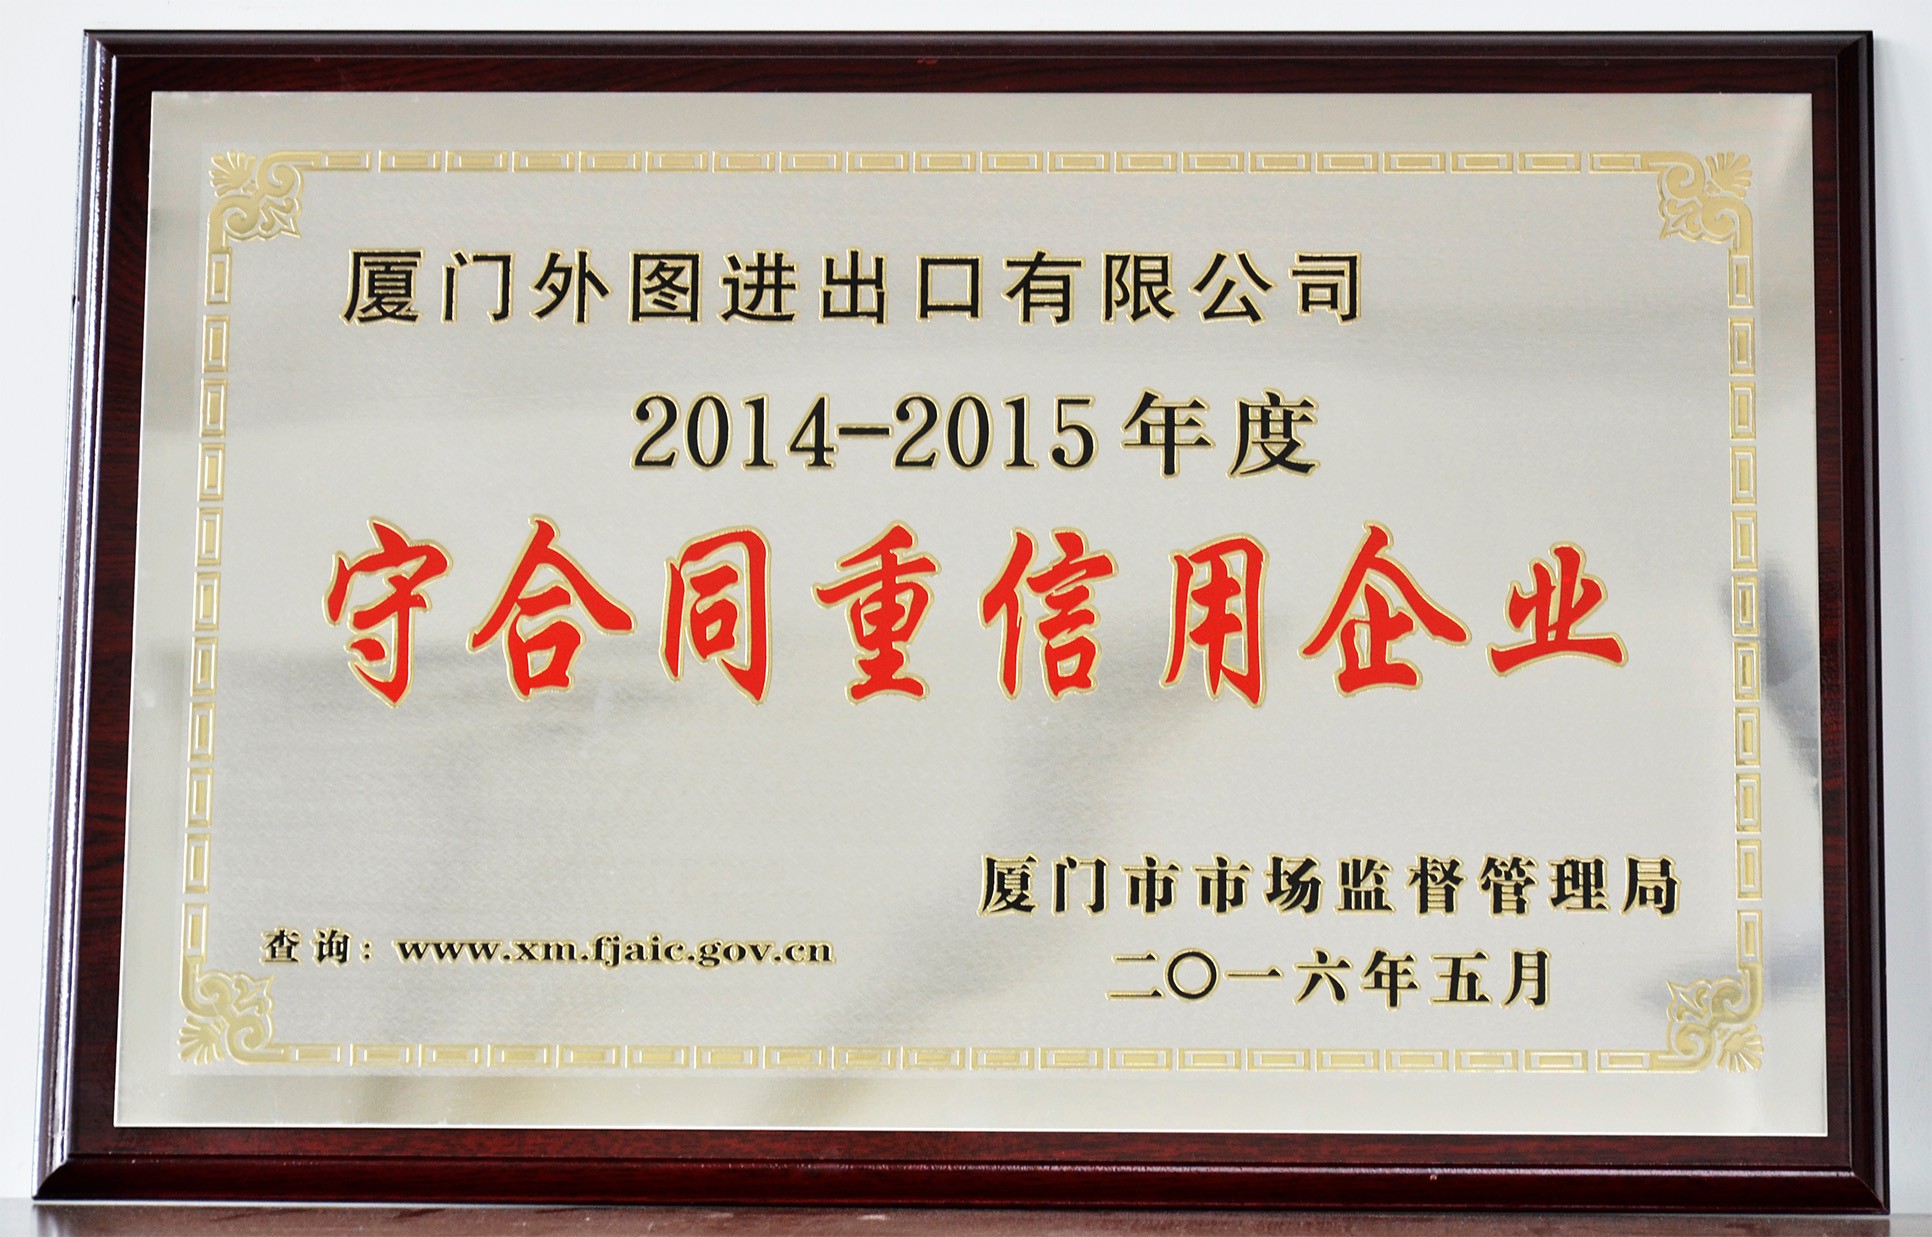 厦门外图进出口有限公司
2014-2015年度
守合同重信用企业
厦门市市场监督管理局
查询：www.xm.fjaic.gov.cn
二〇一六年五月